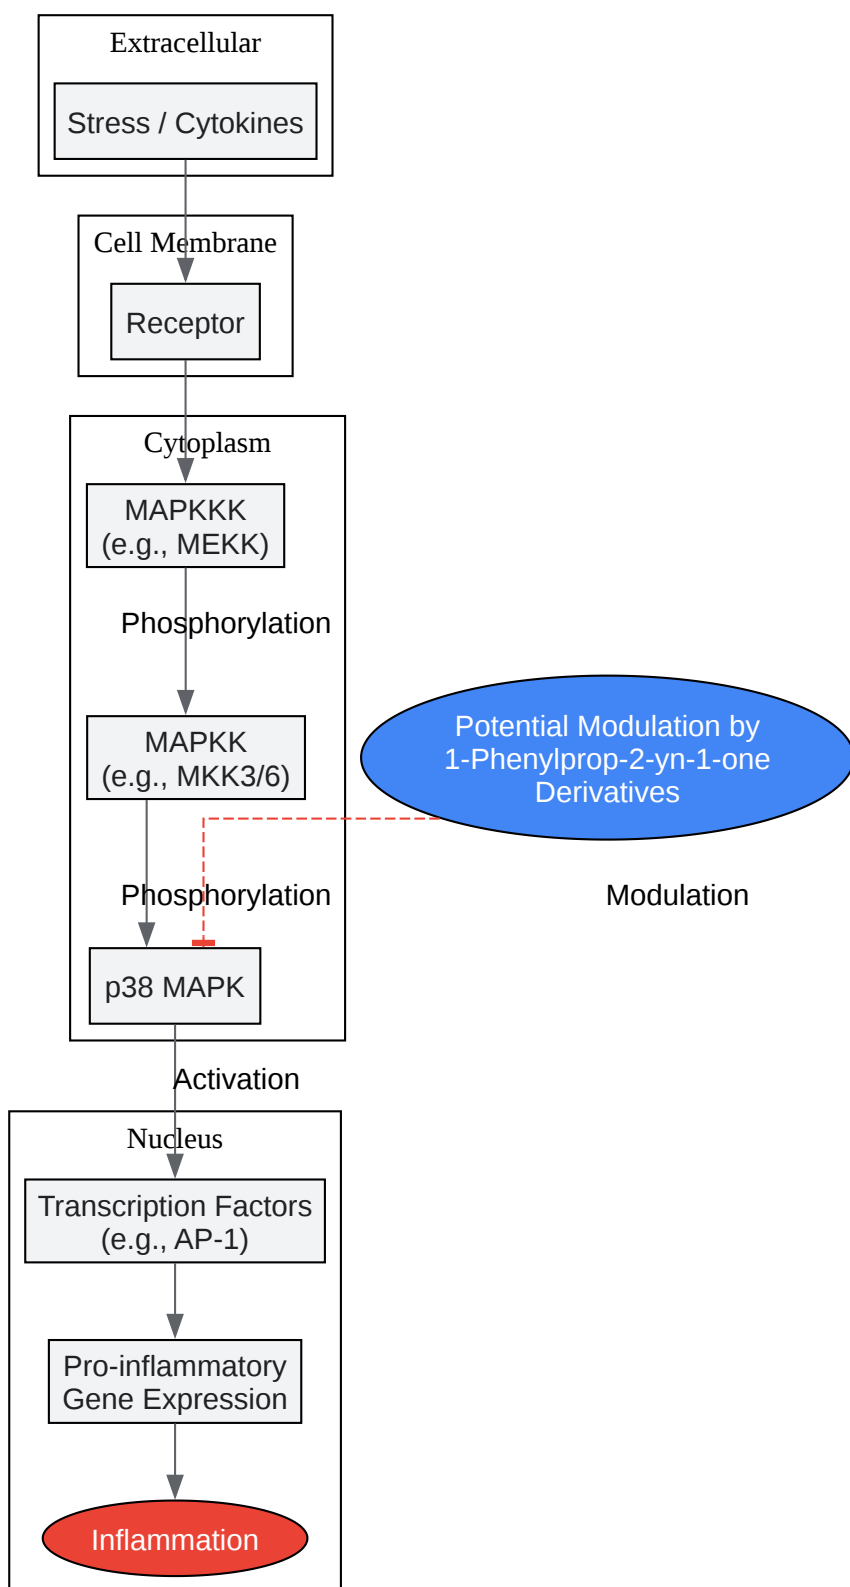 Extracellular
Stress / Cytokines
Cell Membrane
Receptor
Cytoplasm
MAPKKK
(e.g., MEKK)
Phosphorylation
MAPKK
(e.g., MKK3/6)
Potential Modulation by
1-Phenylprop-2-yn-1-one
Derivatives
Phosphorylation
Modulation
p38 MAPK
Activation
Nucleus
Transcription Factors
(e.g., AP-1)
Pro-inflammatory
Gene Expression
Inflammation